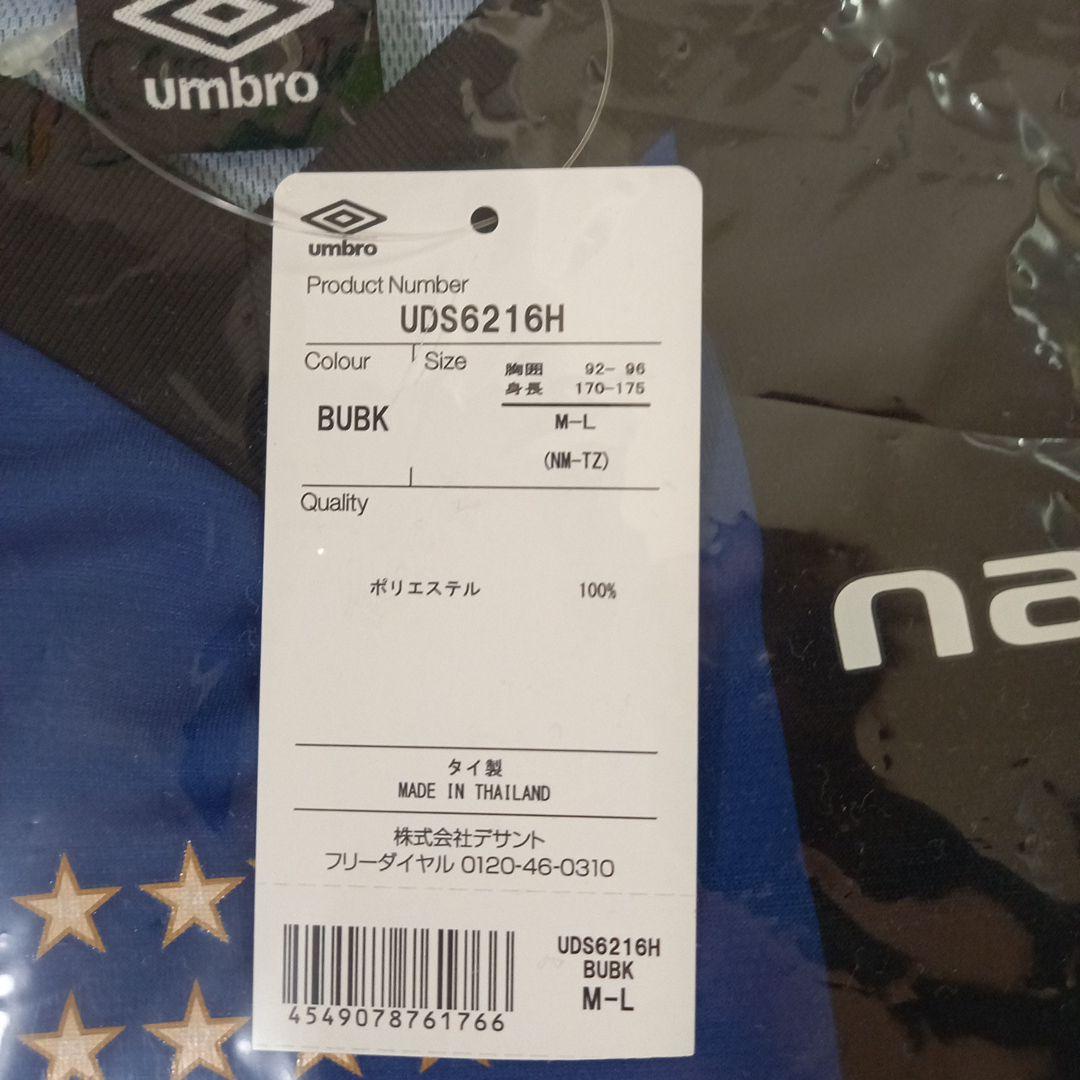 umbro
umbro
Product Number
UDS6216H
Colour
Size
胸囲 92- 96
身長 170-175
BUBK
M-L
(NM-TZ)
Quality
ポリエステル 100%
na
タイ製
MADE IN THAILAND
株式会社デサント
フリーダイヤル 0120-46-0310
UDS6216H
BUBK
M-L
4549078761766